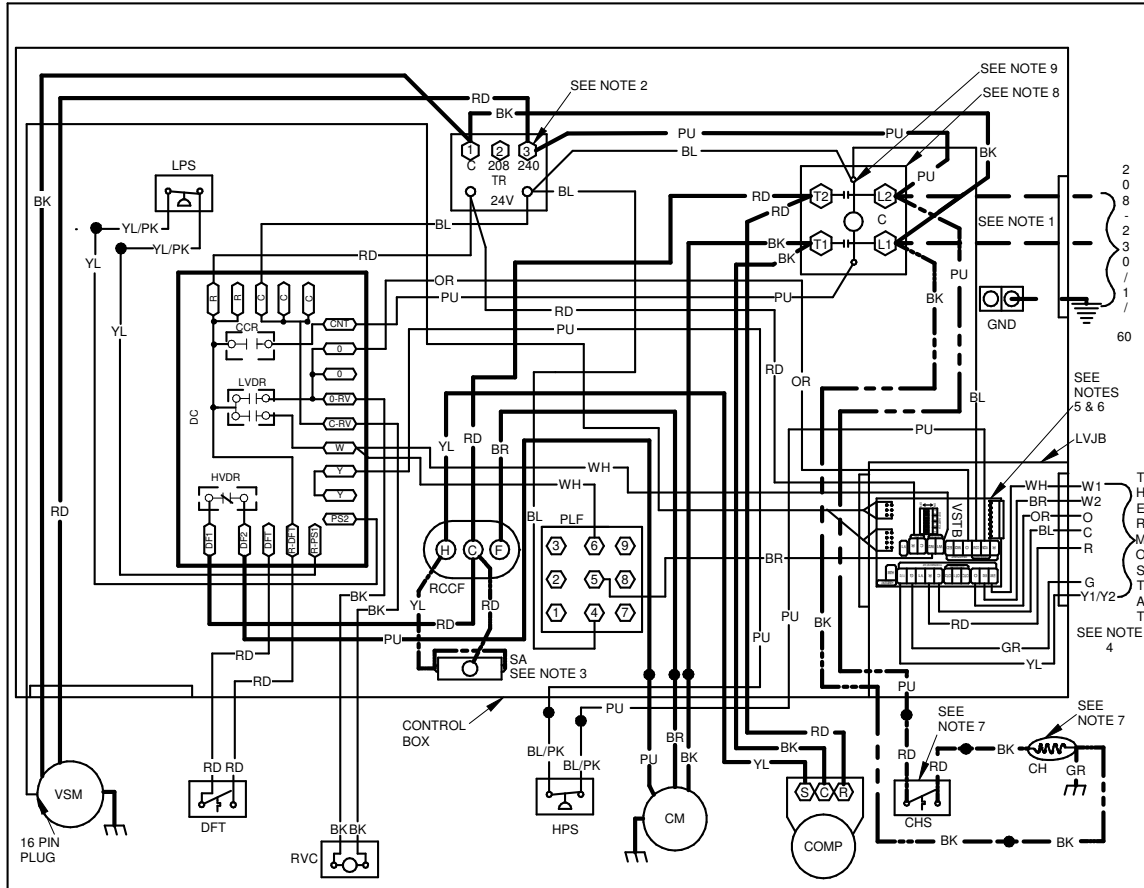 SEE NOTE 9
SEE NOTE 8
SEE NOTE 2
RD
BK
PU
PU
BL
BK
PU
1 2 3
C 208 240
TR
24V
BL
T2
L2
C
T1
L1
SEE NOTE 1
208-230/1/60
GND
LPS
YL/PK
YL/PK
YL
YL
BK
RD
BL
RD
RD
RD
BK
BK
OR
PU
PU
RD
PU
BK
PU
R R C C C
CCR
LVDR
HVDR
DC
CNT
0
0
0-RV
C-RV
W
Y
Y
PS2
DF1 DF2 DFT R-DFT R-PS1
RD
OR
BL
PU
SEE
NOTES
5 & 6
LVJB
YL
RD
BR
WH
WH
BL
H C F
RCCF
PLF
3 6 9
2 5 8
1 4 7
BR
VSTB
WH W1
BR W2
OR O
BL C
R
G
Y1/Y2
THERMOSTAT
RD
GR
YL
SEE NOTE
4
BK
BK
RD
PU
YL
RD
SA
SEE NOTE 3
PU
PU
BK
RD
RD
CONTROL
BOX
PU
BL/PK
BL/PK
HPS
PU
BR
BK
CM
RD
BK
YL
S C R
COMP
PU
SEE
NOTE 7
RD
RD
CHS
BK
SEE
NOTE 7
CH
GR
BK
BK
VSM
16 PIN
PLUG
RD RD
DFT
BK BK
RVC